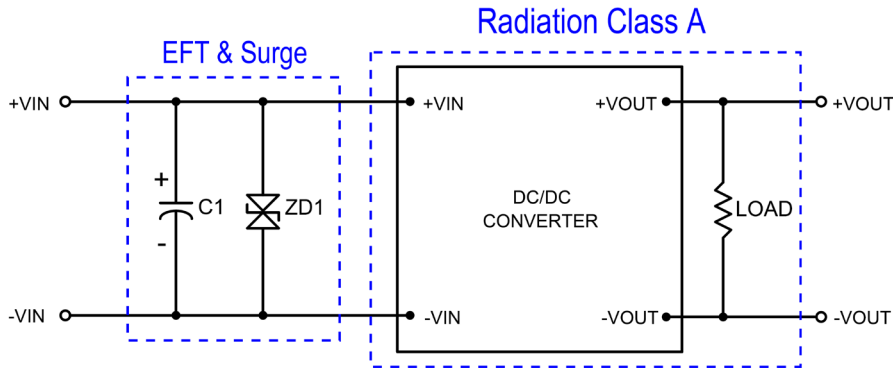 Radiation Class A
EFT & Surge
+VIN
+VIN
+VOUT
+VOUT
+
C1
-
ZD1
DC/DC
CONVERTER
LOAD
-VIN
-VIN
-VOUT
-VOUT